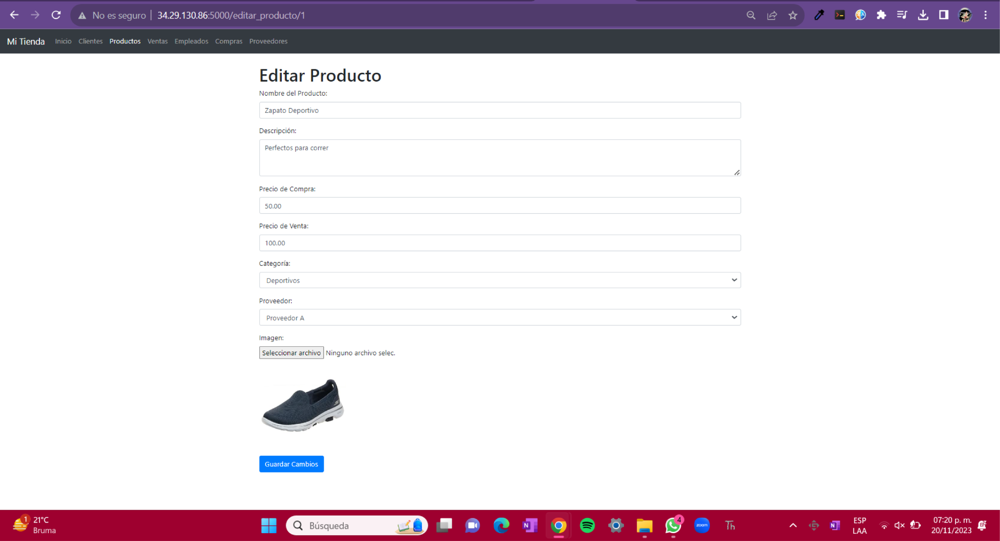 No es seguro | 34.29.130.86:5000/editar_producto/1
Mi Tienda Inicio Clientes Productos Ventas Empleados Compras Proveedores
Editar Producto
Nombre del Producto:
Zapato Deportivo
Descripción:
Perfectos para correr
Precio de Compra:
50.00
Precio de Venta:
100.00
Categoría:
Deportivos
Proveedor:
Proveedor A
Imagen:
Seleccionar archivo Ninguno archivo selec.
Guardar Cambios
1
21°C
Bruma
Búsqueda
N
4
zoom
Th
N
ESP
LAA
07:20 p. m.
20/11/2023